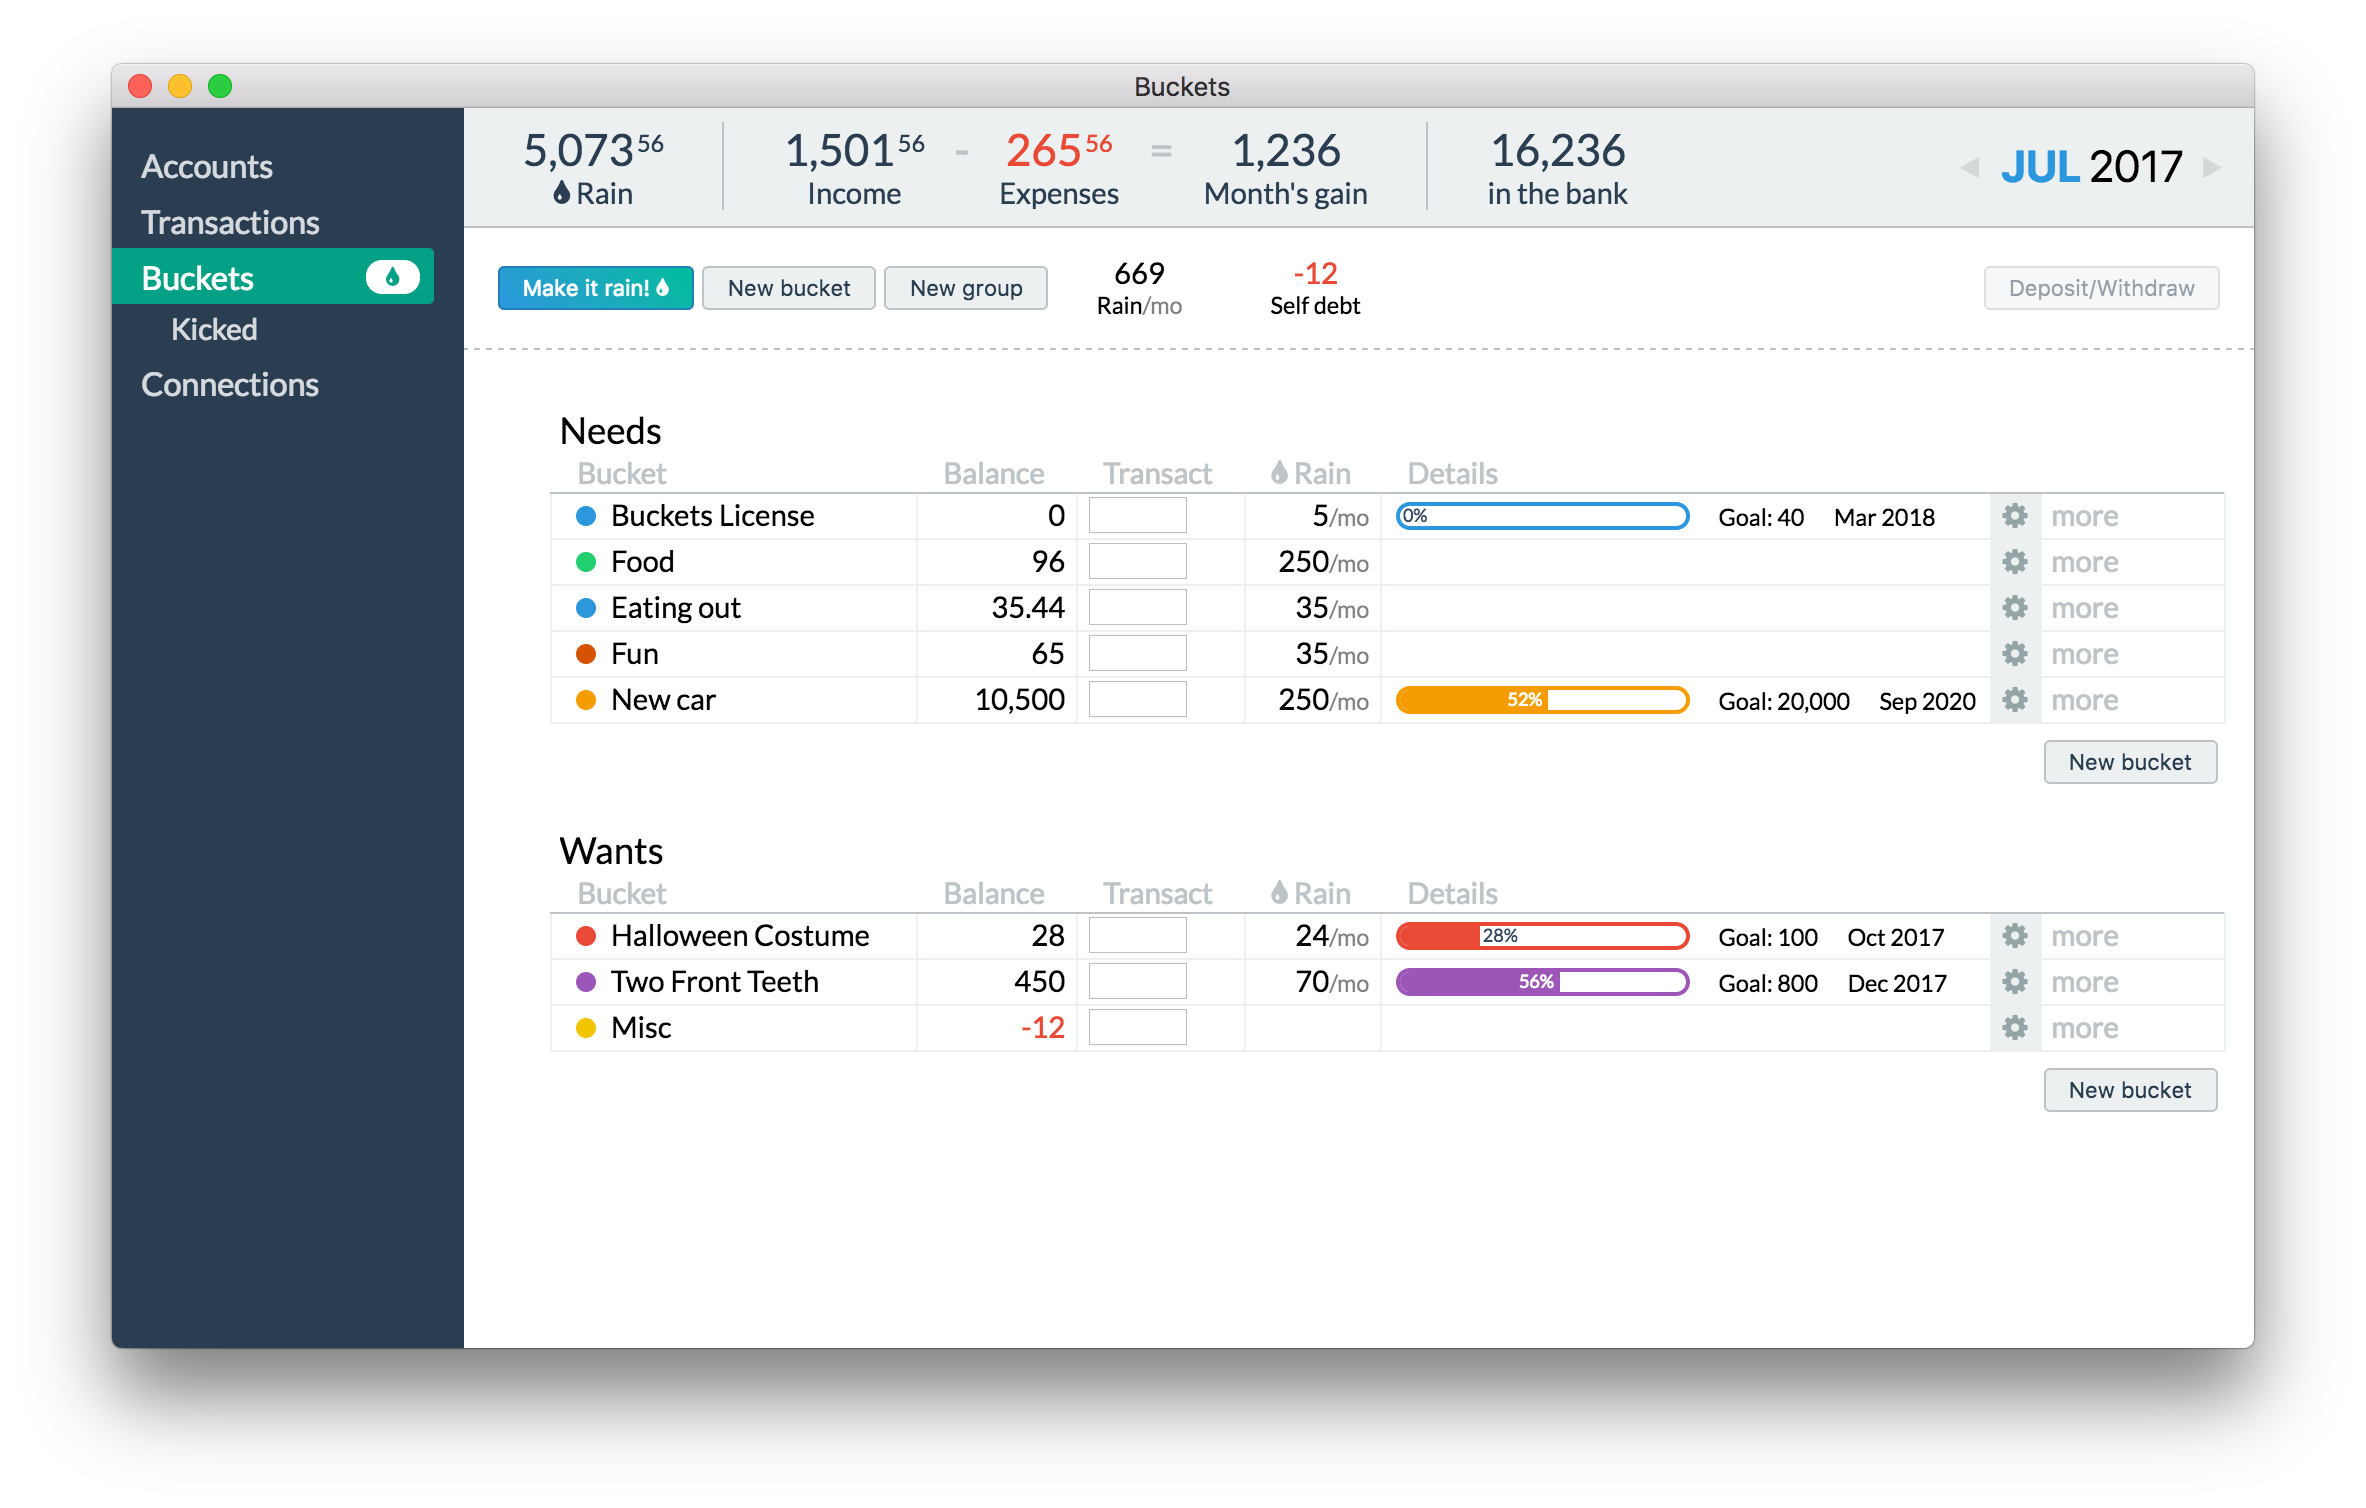 Buckets
Accounts
Transactions
Buckets
Kicked
Connections
5,073 56 1,501 56 - 265 56 = 1,236 16,236
Rain Income Expenses Month's gain in the bank
JUL 2017
Make it rain! New bucket New group 669 -12 Deposit/Withdraw
Rain/mo Self debt
Needs
Bucket Balance Transact Rain Details
Buckets License 0 5/mo 0% Goal: 40 Mar 2018 more
Food 96 250/mo more
Eating out 35.44 35/mo more
Fun 65 35/mo more
New car 10,500 250/mo 52% Goal: 20,000 Sep 2020 more
New bucket
Wants
Bucket Balance Transact Rain Details
Halloween Costume 28 24/mo 28% Goal: 100 Oct 2017 more
Two Front Teeth 450 70/mo 56% Goal: 800 Dec 2017 more
Misc -12 more
New bucket